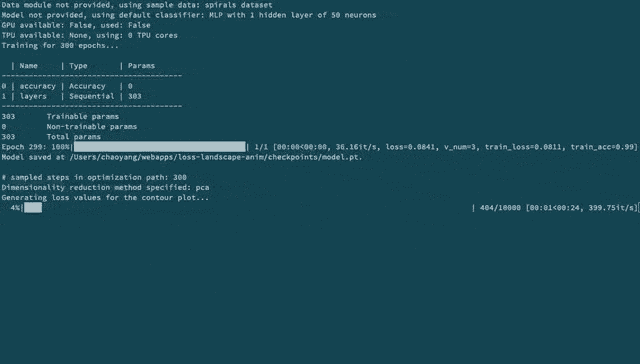 Data module not provided, using sample data: spirals dataset
Model not provided, using default classifier: MLP with 1 hidden layer of 50 neurons
GPU available: False, used: False
TPU available: None, using: 0 TPU cores
Training for 300 epochs...
  | Name     | Type       | Params
----------------------------------------
0 | accuracy | Accuracy   | 0
1 | layers   | Sequential | 303
----------------------------------------
303       Trainable params
0         Non-trainable params
303       Total params
Epoch 299: 100%| | 1/1 [00:00<00:00, 36.16it/s, loss=0.0841, v_num=3, train_loss=0.0811, train_acc=0.99]
Model saved at /Users/chaoyang/webapps/loss-landscape-anim/checkpoints/model.pt.
# sampled steps in optimization path: 300
Dimensionality reduction method specified: pca
Generating loss values for the contour plot...
4%| | 404/10000 [00:01<00:24, 399.75it/s]